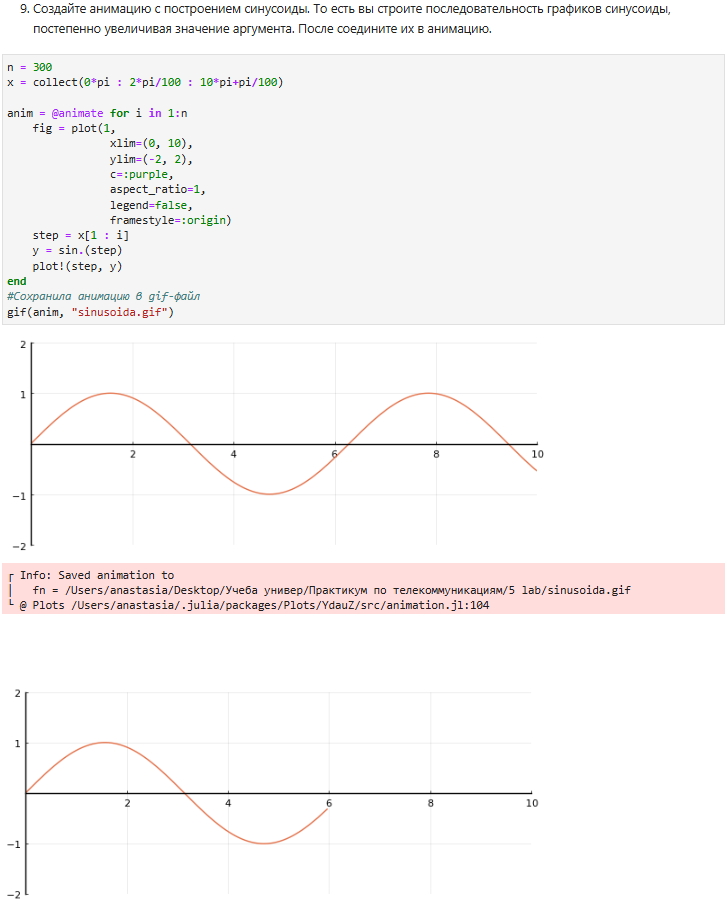 9. Создайте анимацию с построением синусоиды. То есть вы строите последовательность графиков синусоиды,
постепенно увеличивая значение аргумента. После соедините их в анимацию.
n = 300
x = collect(0*pi : 2*pi/100 : 10*pi+pi/100)
anim = @animate for i in 1:n
    fig = plot(1,
                xlim=(0, 10),
                ylim=(-2, 2),
                c=:purple,
                aspect_ratio=1,
                legend=false,
                framestyle=:origin)
    step = x[1 : i]
    y = sin.(step)
    plot!(step, y)
end
#Сохранила анимацию в gif-файл
gif(anim, "sinusoida.gif")
2
1
2 4 6 8 10
−1
−2
┌ Info: Saved animation to
│   fn = /Users/anastasia/Desktop/Учеба универ/Практикум по телекоммуникациям/5 lab/sinusoida.gif
└ @ Plots /Users/anastasia/.julia/packages/Plots/YdauZ/src/animation.jl:104
2
1
2 4 6 8 10
−1
−2